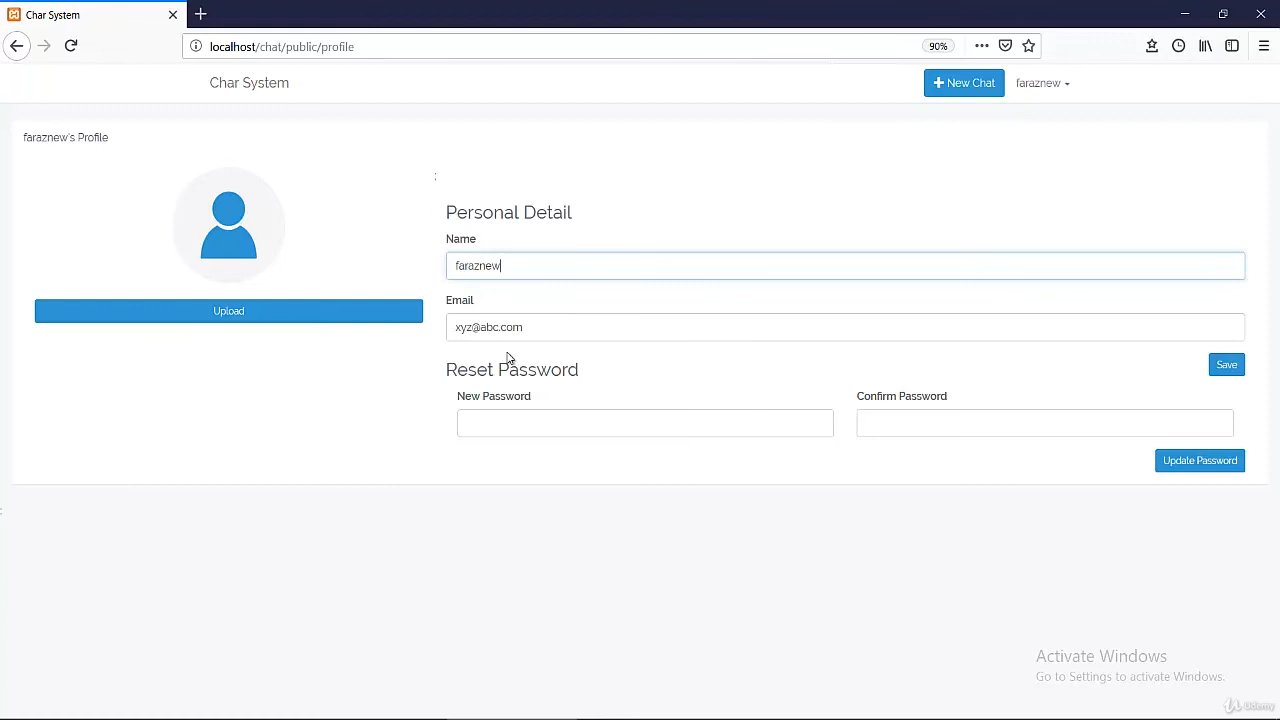 Char System
localhost/chat/public/profile
90%
Char System
New Chat
faraznew
faraznew's Profile
:
Personal Detail
Name
faraznew
Upload
Email
xyz@abc.com
Save
Reset Password
New Password
Confirm Password
Update Password
:
Activate Windows
Go to Settings to activate Windows.
Udemy